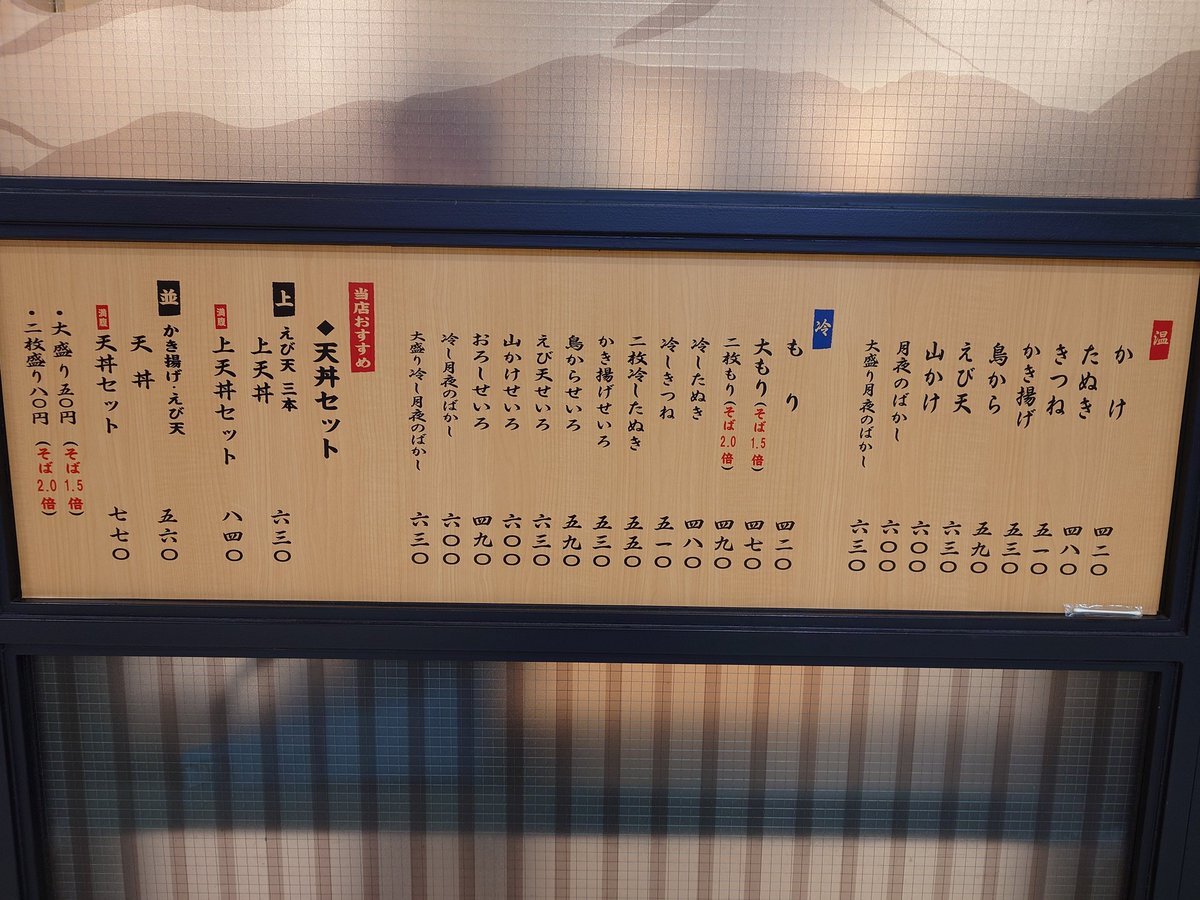 温
かけ 四二〇
たぬき 四八〇
きつね 五一〇
かき揚げ 五三〇
鳥から 五九〇
えび天 六三〇
山かけ 六〇〇
月夜のばかし 六〇〇
大盛り月夜のばかし 六三〇
冷
もり 四二〇
大もり(そば1.5倍) 四七〇
二枚もり(そば2.0倍) 四九〇
冷したぬき 四八〇
冷しきつね 五一〇
二枚冷したぬき 五五〇
かき揚げせいろ 五三〇
鳥からせいろ 五九〇
えび天せいろ 六三〇
山かけせいろ 六〇〇
おろしせいろ 四九〇
冷し月夜のばかし 六〇〇
大盛り冷し月夜のばかし 六三〇
当店おすすめ
◆天丼セット
上 えび天 三本
上天丼 六三〇
満腹 上天丼セット 八四〇
並 かき揚げ・えび天
天丼 五六〇
満腹 天丼セット 七七〇
・大盛り五〇円(そば1.5倍)
・二枚盛り八〇円(そば2.0倍)